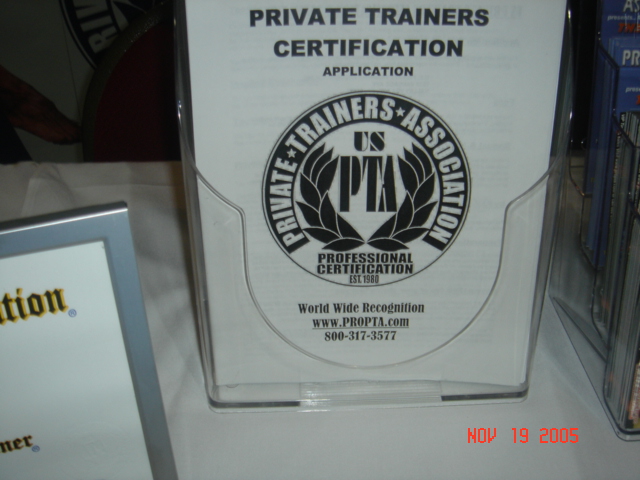 PRIVATE TRAINERS
CERTIFICATION
APPLICATION
PRIVATE★TRAINERS★ASSOCIATION
US
PTA
PROFESSIONAL
CERTIFICATION
EST. 1980
World Wide Recognition
www.PROPTA.com
800-317-3577
NOV 19 2005